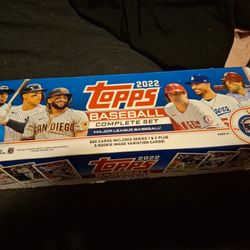 2022
TOPPS
BASEBALL
COMPLETE SET
MAJOR LEAGUE BASEBALL
660 CARDS INCLUDES SERIES 1 & 2 PLUS
5 ROOKIE IMAGE VARIATION CARDS!
SAN DIEGO
2022
TOPPS